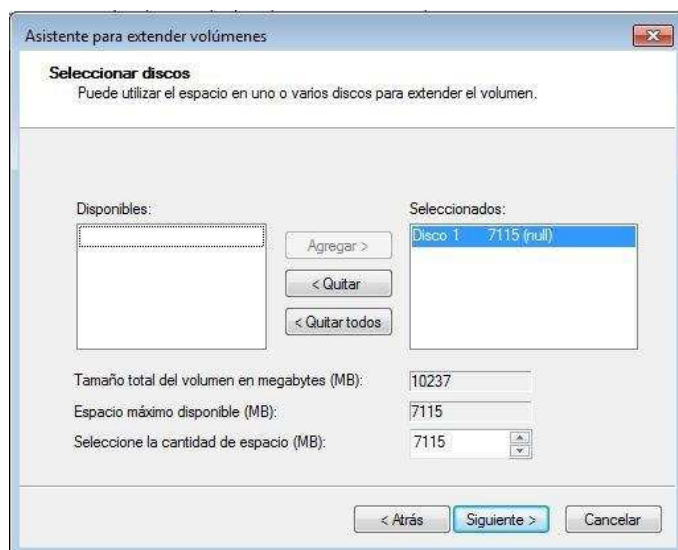 Asistente para extender volúmenes
Seleccionar discos
Puede utilizar el espacio en uno o varios discos para extender el volumen.
Disponibles:
Seleccionados:
Disco 1 7115 (null)
Agregar >
< Quitar
< Quitar todos
Tamaño total del volumen en megabytes (MB): 10237
Espacio máximo disponible (MB): 7115
Seleccione la cantidad de espacio (MB): 7115
< Atrás Siguiente > Cancelar